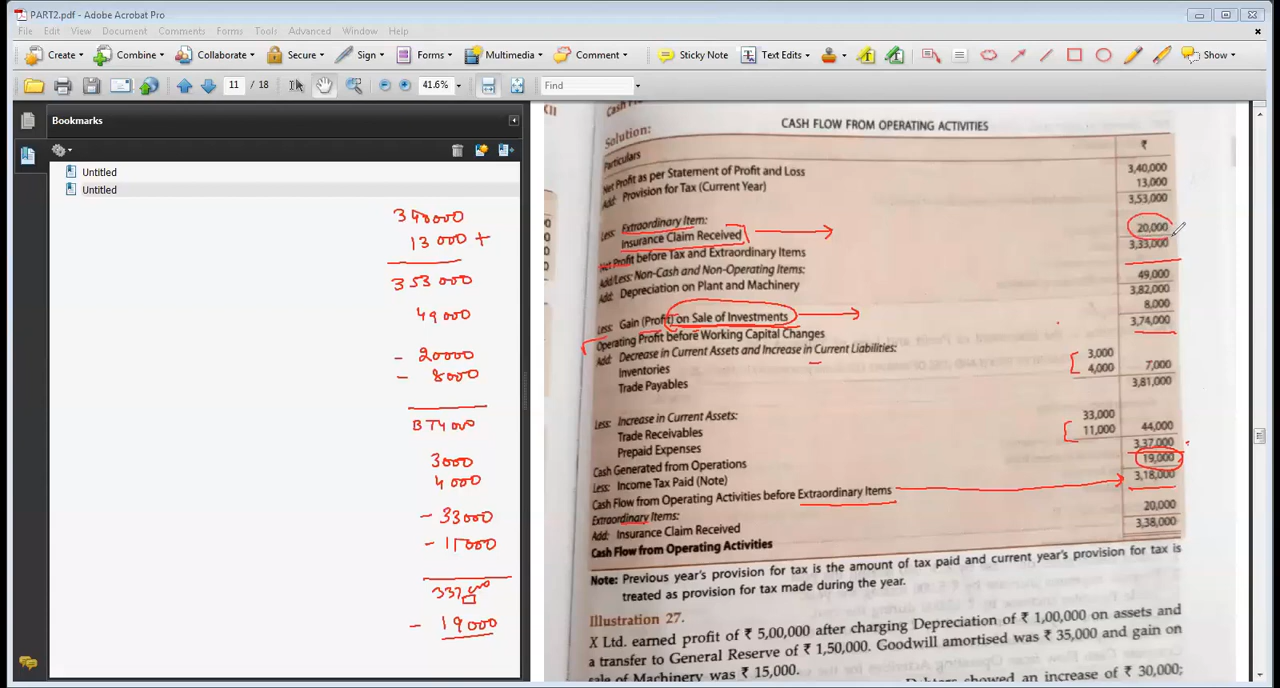 PART2.pdf - Adobe Acrobat Pro
File Edit View Document Comments Forms Tools Advanced Window Help
Create Combine Collaborate Secure Sign Forms Multimedia Comment Sticky Note Text Edits Show
11 / 18 41.6% Find
Bookmarks
Untitled
Untitled
340000
13000 +
353000
49000
- 20000
- 8000
374000
3000
4000
- 33000
- 11000
337000
- 19000
XII
Cash
Solution:
CASH FLOW FROM OPERATING ACTIVITIES
Particulars ₹
Net Profit as per Statement of Profit and Loss 3,40,000
Add: Provision for Tax (Current Year) 13,000
3,53,000
Less: Extraordinary Item:
Insurance Claim Received 20,000
Net Profit before Tax and Extraordinary Items 3,33,000
Add/Less: Non-Cash and Non-Operating Items:
Add: Depreciation on Plant and Machinery 49,000
3,82,000
Less: Gain (Profit) on Sale of Investments 8,000
Operating Profit before Working Capital Changes 3,74,000
Add: Decrease in Current Assets and Increase in Current Liabilities:
Inventories 3,000
Trade Payables 4,000 7,000
3,81,000
Less: Increase in Current Assets:
Trade Receivables 33,000
Prepaid Expenses 11,000 44,000
Cash Generated from Operations 3,37,000
Less: Income Tax Paid (Note) 19,000
Cash Flow from Operating Activities before Extraordinary Items 3,18,000
Extraordinary Items:
Add: Insurance Claim Received 20,000
Cash Flow from Operating Activities 3,38,000
Note: Previous year's provision for tax is the amount of tax paid and current year's provision for tax is
treated as provision for tax made during the year.
Illustration 27.
X Ltd. earned profit of ₹ 5,00,000 after charging Depreciation of ₹ 1,00,000 on assets and
a transfer to General Reserve of ₹ 1,50,000. Goodwill amortised was ₹ 35,000 and gain on
sale of Machinery was ₹ 15,000.
Debtors showed an increase of ₹ 30,000;